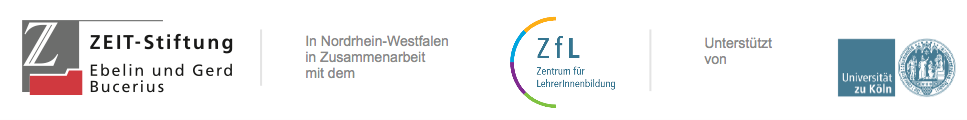 Z
ZEIT-Stiftung
Ebelin und Gerd
Bucerius
In Nordrhein-Westfalen
in Zusammenarbeit
mit dem
ZfL
Zentrum für
LehrerInnenbildung
Unterstützt
von
Universität
zu Köln